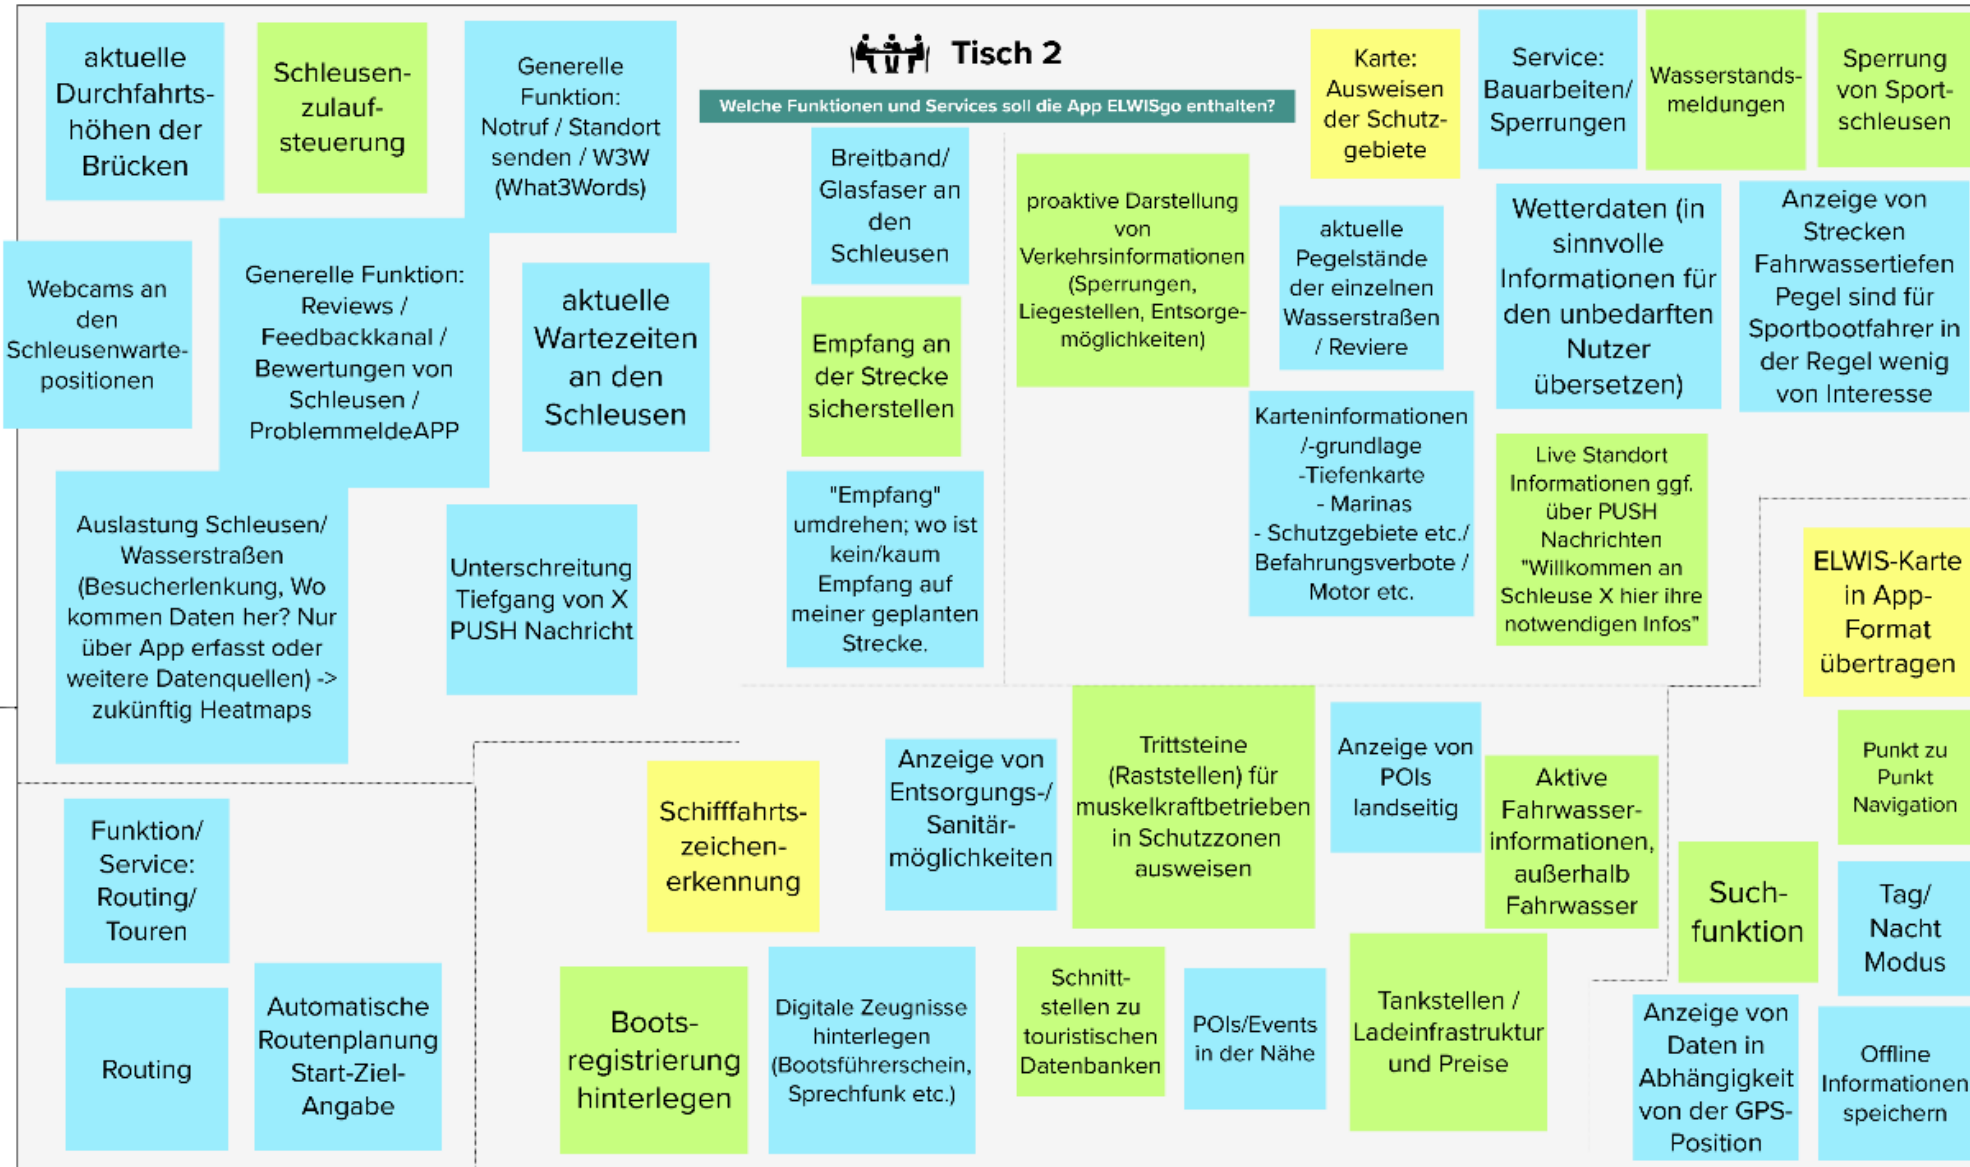 Tisch 2
Welche Funktionen und Services soll die App ELWISgo enthalten?
aktuelle
Durchfahrts-
höhen der
Brücken
Schleusen-
zulauf-
steuerung
Generelle
Funktion:
Notruf / Standort
senden / W3W
(What3Words)
Webcams an
den
Schleusenwarte-
positionen
Generelle Funktion:
Reviews /
Feedbackkanal /
Bewertungen von
Schleusen /
ProblemmeldeAPP
aktuelle
Wartezeiten
an den
Schleusen
Auslastung Schleusen/
Wasserstraßen
(Besucherlenkung, Wo
kommen Daten her? Nur
über App erfasst oder
weitere Datenquellen) ->
zukünftig Heatmaps
Unterschreitung
Tiefgang von X
PUSH Nachricht
Breitband/
Glasfaser an
den
Schleusen
Empfang an
der Strecke
sicherstellen
"Empfang"
umdrehen; wo ist
kein/kaum
Empfang auf
meiner geplanten
Strecke.
proaktive Darstellung
von
Verkehrsinformationen
(Sperrungen,
Liegestellen, Entsorge-
möglichkeiten)
Karte:
Ausweisen
der Schutz-
gebiete
Service:
Bauarbeiten/
Sperrungen
Wasserstands-
meldungen
Sperrung
von Sport-
schleusen
aktuelle
Pegelstände
der einzelnen
Wasserstraßen
/ Reviere
Wetterdaten (in
sinnvolle
Informationen für
den unbedarften
Nutzer
übersetzen)
Anzeige von
Strecken
Fahrwassertiefen
Pegel sind für
Sportbootfahrer in
der Regel wenig
von Interesse
Karteninformationen
/-grundlage
-Tiefenkarte
- Marinas
- Schutzgebiete etc./
Befahrungsverbote /
Motor etc.
Live Standort
Informationen ggf.
über PUSH
Nachrichten
"Willkommen an
Schleuse X hier ihre
notwendigen Infos"
ELWIS-Karte
in App-
Format
übertragen
Punkt zu
Punkt
Navigation
Such-
funktion
Tag/
Nacht
Modus
Anzeige von
Daten in
Abhängigkeit
von der GPS-
Position
Offline
Informationen
speichern
Funktion/
Service:
Routing/
Touren
Routing
Automatische
Routenplanung
Start-Ziel-
Angabe
Schifffahrts-
zeichen-
erkennung
Anzeige von
Entsorgungs-/
Sanitär-
möglichkeiten
Trittsteine
(Raststellen) für
muskelkraftbetrieben
in Schutzzonen
ausweisen
Anzeige von
POIs
landseitig
Aktive
Fahrwasser-
informationen,
außerhalb
Fahrwasser
Boots-
registrierung
hinterlegen
Digitale Zeugnisse
hinterlegen
(Bootsführerschein,
Sprechfunk etc.)
Schnitt-
stellen zu
touristischen
Datenbanken
POIs/Events
in der Nähe
Tankstellen /
Ladeinfrastruktur
und Preise